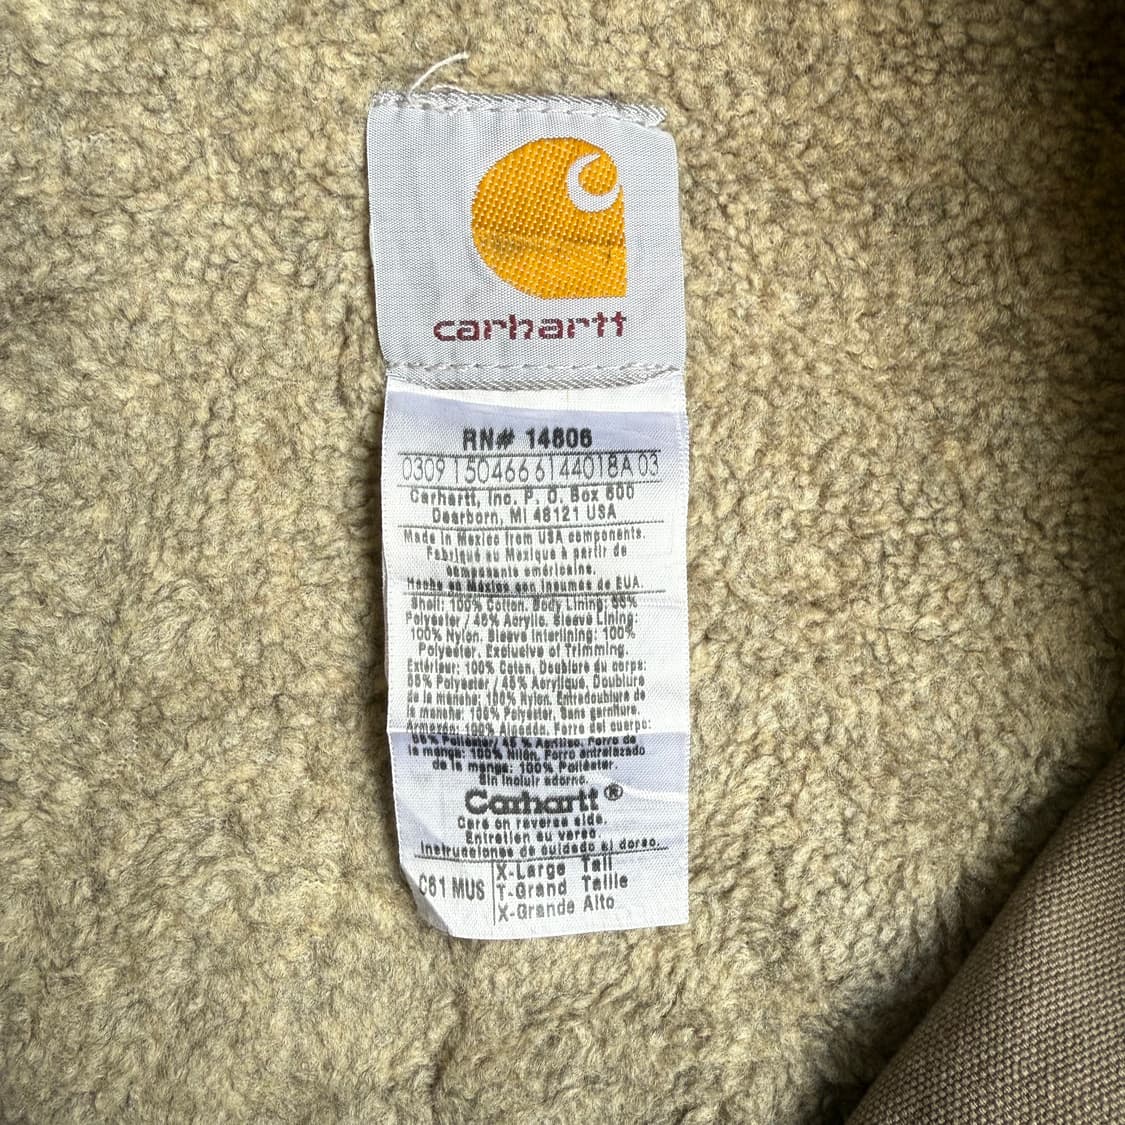 carhartt
RN# 14806
0309 150466 6144018A 03
Carhartt, Inc. P. O. Box 600
Dearborn, MI 48121 USA
Made in Mexico from USA components.
Fabriqué au Mexique à partir de
composants américains.
Hecho en México con insumos de EUA.
Shell: 100% Cotton. Body Lining: 55%
Polyester / 45% Acrylic. Sleeve Lining:
100% Nylon. Sleeve Interlining: 100%
Polyester. Exclusive of Trimming.
Extérieur: 100% Coton. Doublure du corps:
55% Polyester / 45% Acrylique. Doublure
de la manche: 100% Nylon. Entredoublure de
la manche: 100% Polyester. Sans garniture.
Armazón: 100% Algodón. Forro del cuerpo:
55% Poliéster/ 45 % Acrílico. Forro de
la manga: 100% Nilón. Forro entrelazado
de la manga: 100% Poliéster.
Sin incluir adorno.
Carhartt ®
Care on reverse side.
Entretien au verso.
Instrucciones de cuidado al dorso.
C61 MUS
X-Large Tall
T-Grand Taille
X-Grande Alto